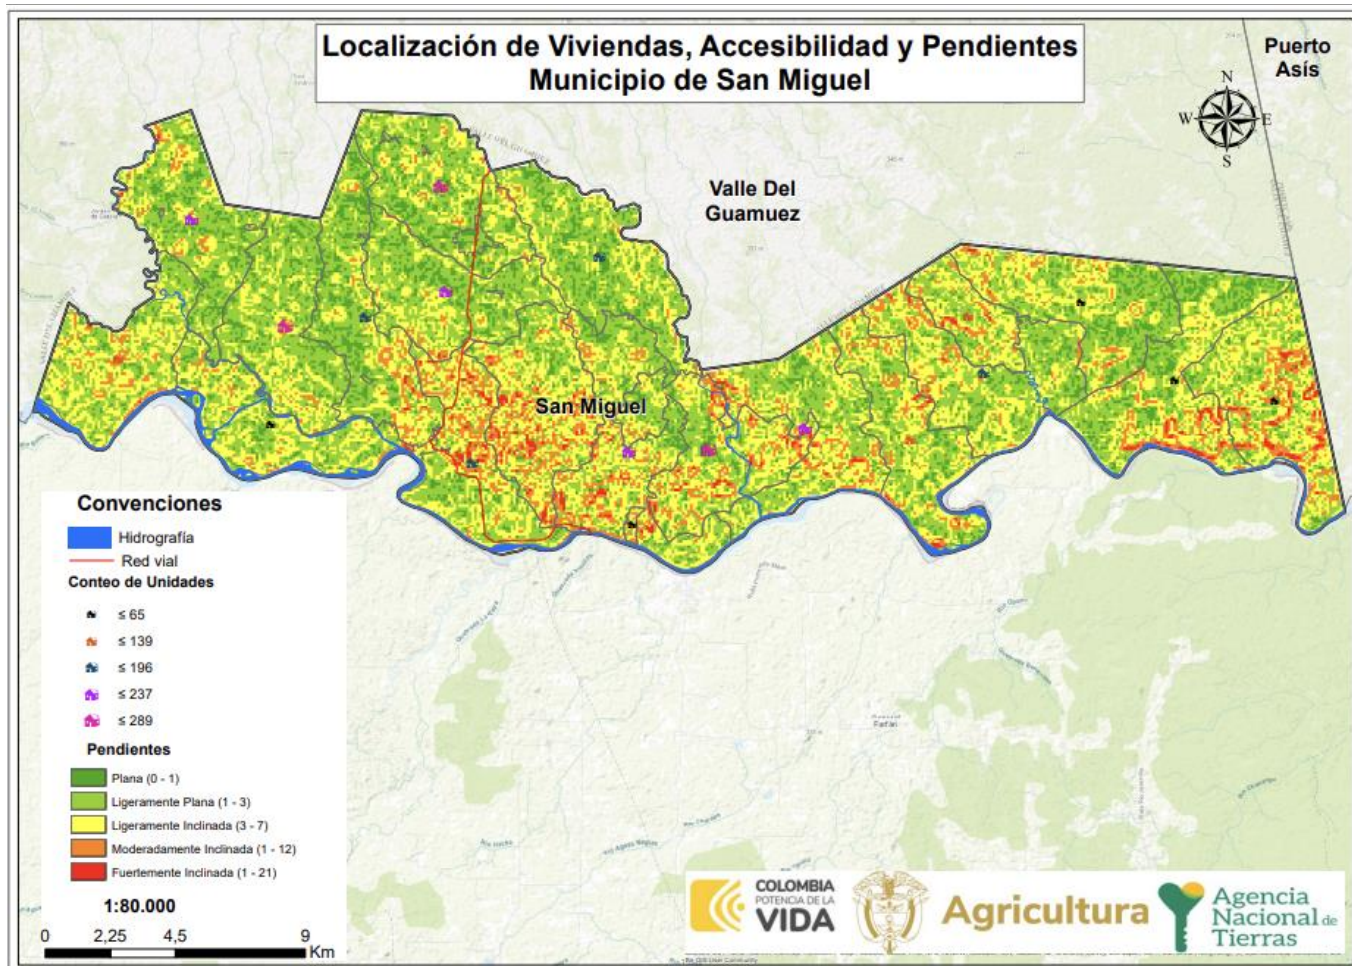 Localización de Viviendas, Accesibilidad y Pendientes
Municipio de San Miguel
Puerto
Asís
N
W
E
S
Valle Del
Guamuez
San Miguel
Convenciones
Hidrografía
Red vial
Conteo de Unidades
≤ 65
≤ 139
≤ 196
≤ 237
≤ 289
Pendientes
Plana (0 - 1)
Ligeramente Plana (1 - 3)
Ligeramente Inclinada (3 - 7)
Moderadamente Inclinada (1 - 12)
Fuertemente Inclinada (1 - 21)
1:80.000
0 2,25 4,5 9
Km
COLOMBIA
POTENCIA DE LA
VIDA
Agricultura
Agencia
Nacional de
Tierras